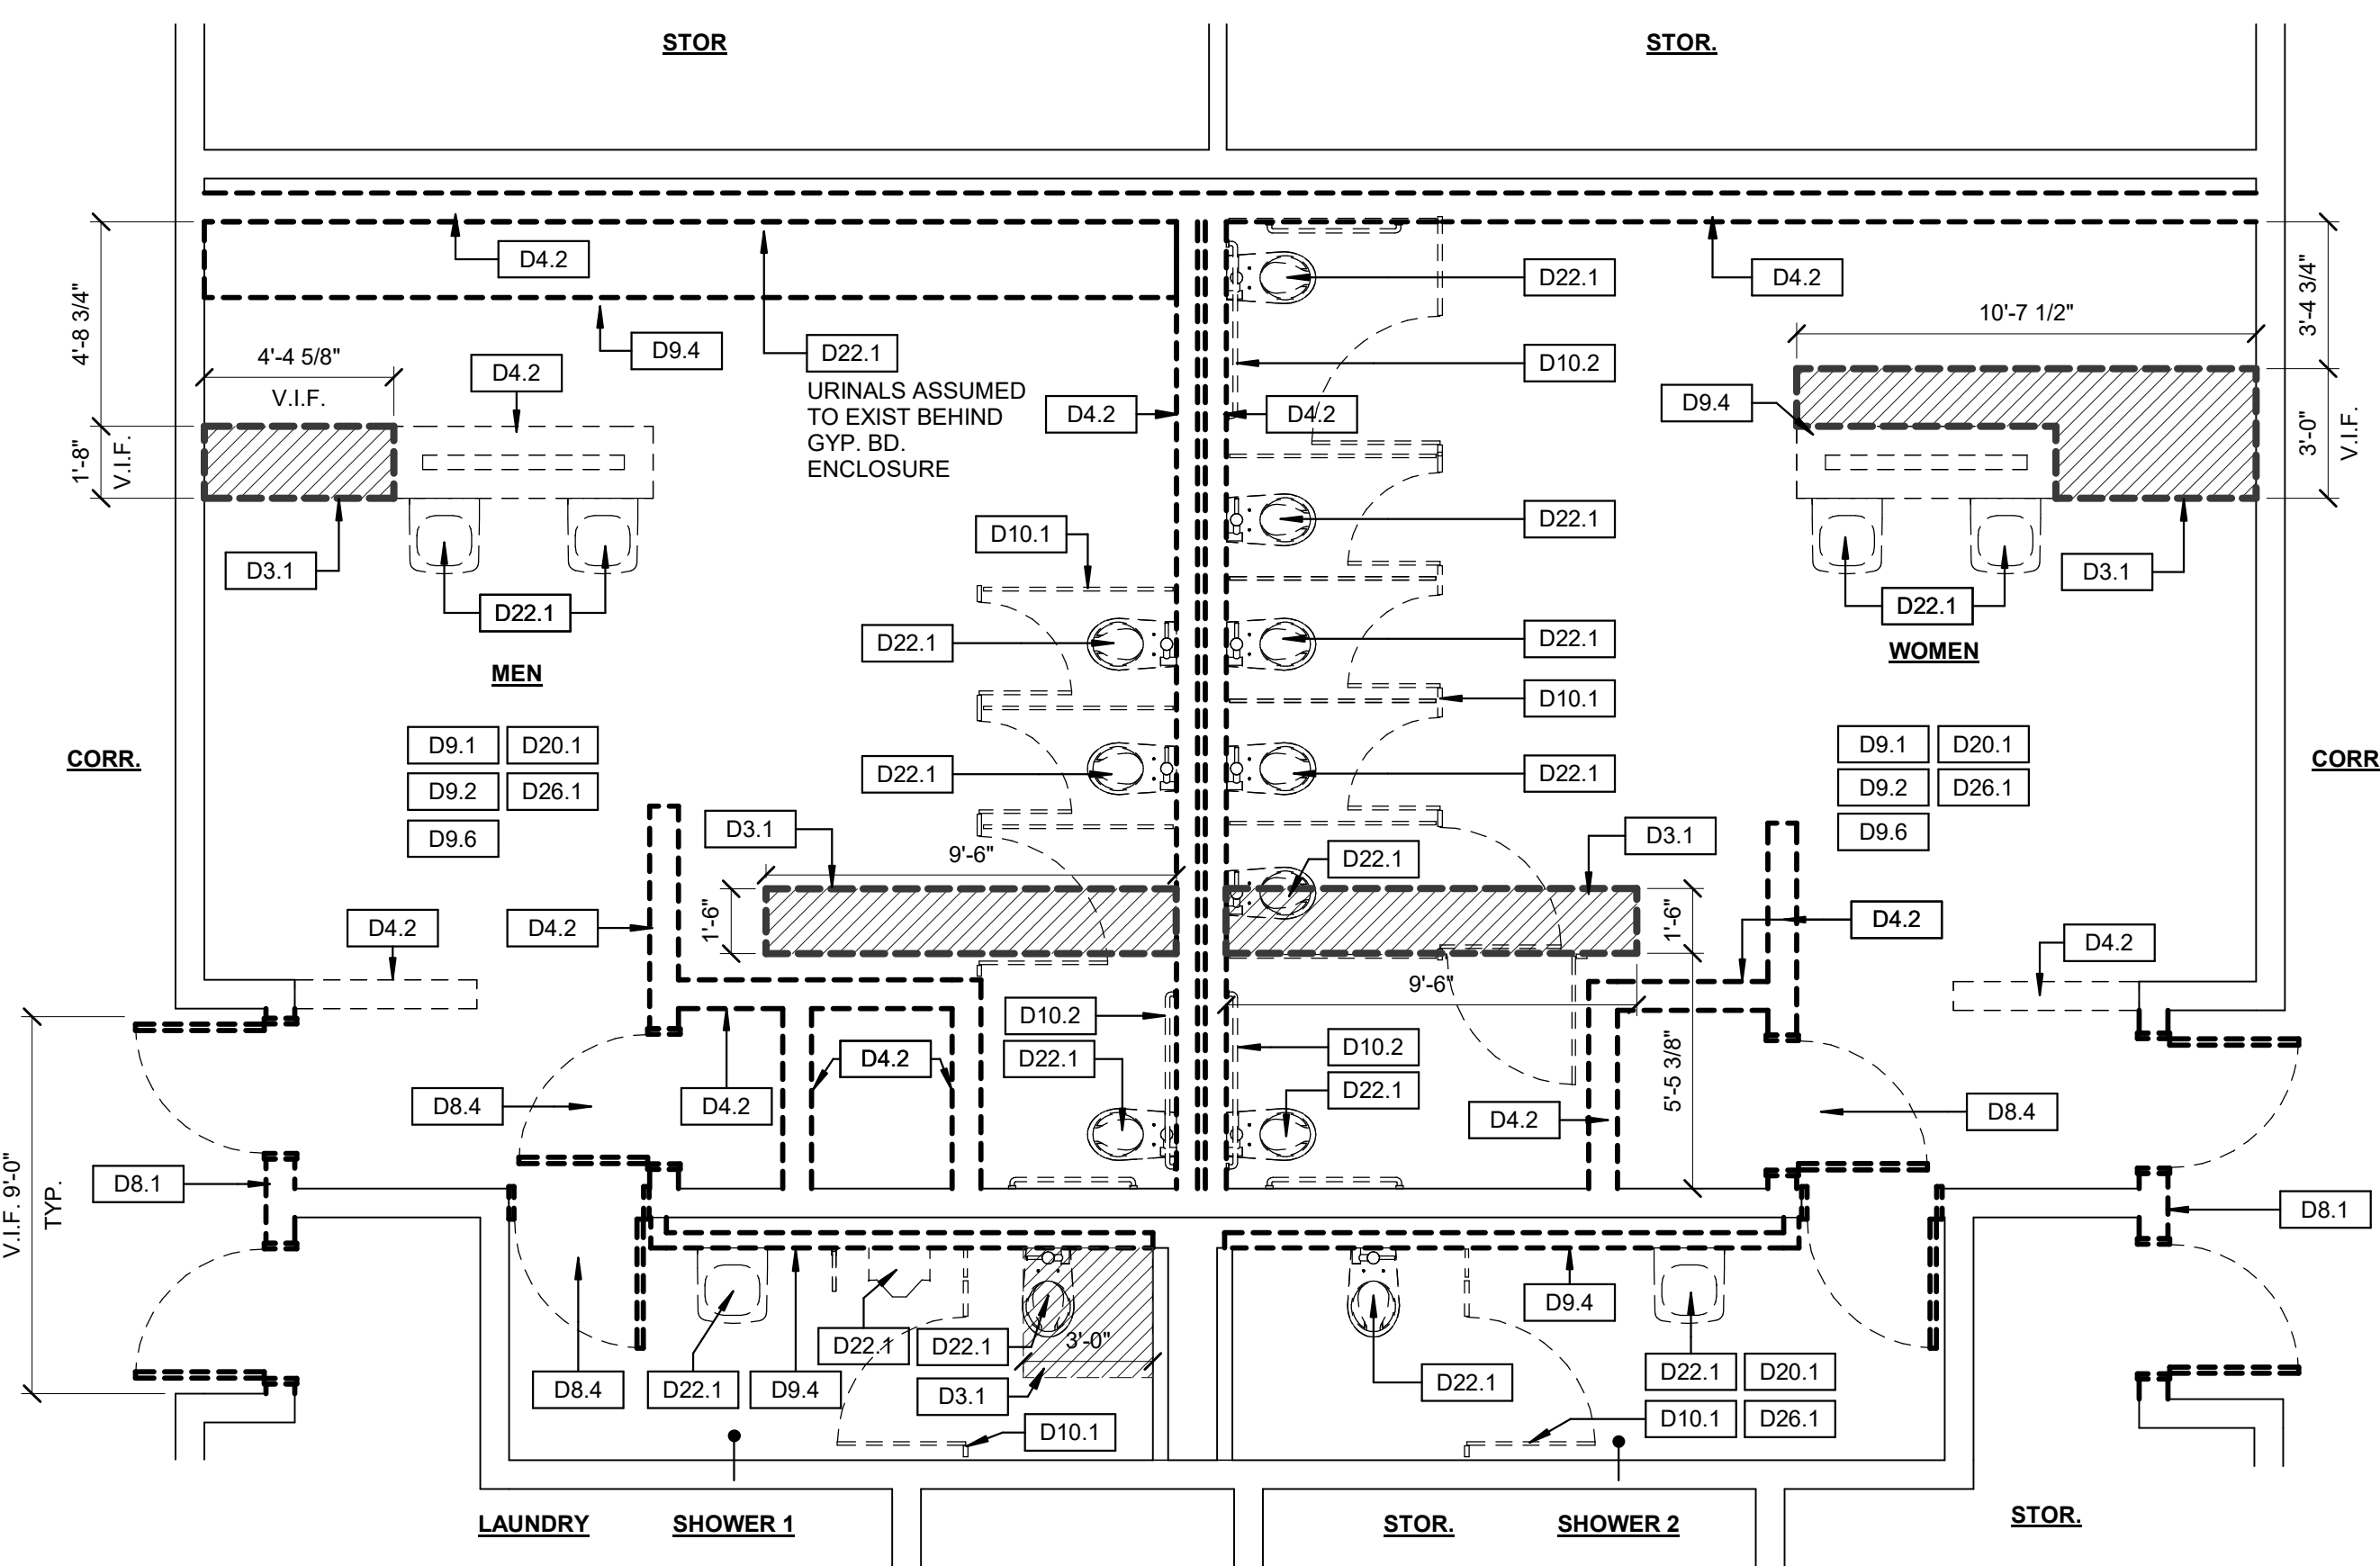 STOR
STOR.
D4.2
D22.1
D4.2
4'-8 3/4"
3'-4 3/4"
10'-7 1/2"
D9.4
D22.1
4'-4 5/8"
V.I.F.
D4.2
URINALS ASSUMED
TO EXIST BEHIND
GYP. BD.
ENCLOSURE
D10.2
D4.2
D4.2
D9.4
1'-8"
V.I.F.
3'-0"
V.I.F.
D3.1
D22.1
D10.1
D22.1
D3.1
D22.1
D22.1
D22.1
MEN
WOMEN
D10.1
CORR.
D9.1
D20.1
D9.2
D26.1
D9.6
D22.1
D22.1
D9.1
D20.1
D9.2
D26.1
D9.6
CORR
D3.1
9'-6"
D22.1
D3.1
1'-6"
1'-6"
D4.2
D4.2
D4.2
D4.2
9'-6"
D10.2
D22.1
D4.2
D10.2
D22.1
5'-5 3/8"
D8.4
D4.2
D4.2
D8.4
V.I.F. 9'-0"
TYP.
D8.1
D8.1
D22.1
D22.1
3'-0"
D9.4
D8.4
D22.1
D9.4
D3.1
D22.1
D22.1
D20.1
D10.1
D10.1
D26.1
LAUNDRY
SHOWER 1
STOR.
SHOWER 2
STOR.